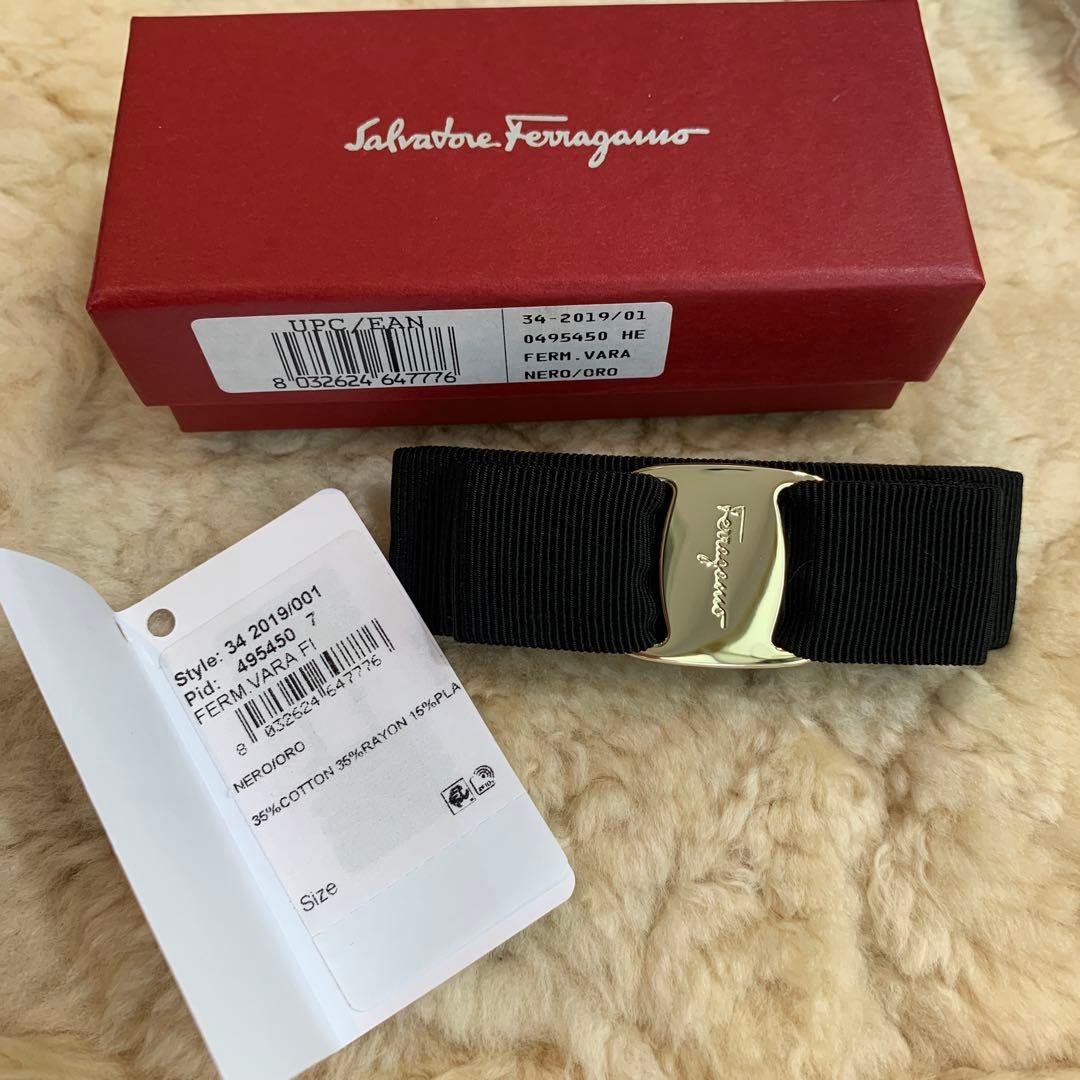 Salvatore Ferragamo
UPC/EAN
8 032624 647776
34-2019/01
0495450 HE
FERM.VARA
NERO/ORO
Ferragamo
Style: 34 2019/001
Pid: 495450 7
FERM.VARA FI
8 032624 647776
NERO/ORO
35%COTTON 35%RAYON 15%PLA
Size